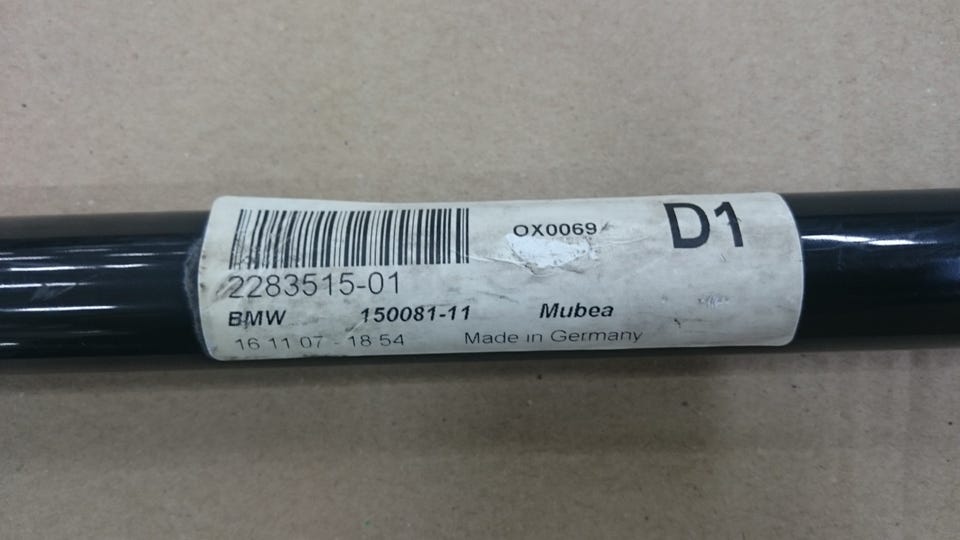 OX0069
D1
2283515-01
BMW 150081-11 Mubea
16 11 07 - 18 54 Made in Germany